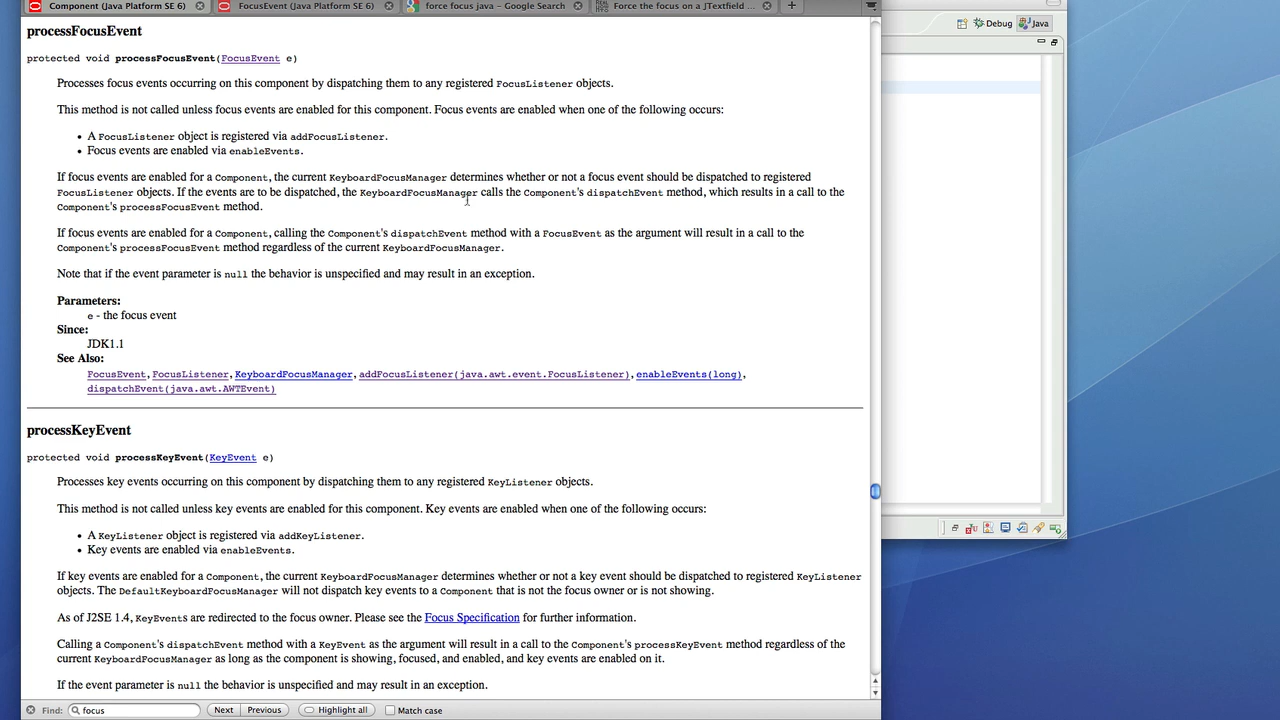 Component (Java Platform SE 6)
FocusEvent (Java Platform SE 6)
force focus java – Google Search
Force the focus on a JTextfield ...
Debug
Java
processFocusEvent
protected void processFocusEvent(FocusEvent e)
Processes focus events occurring on this component by dispatching them to any registered FocusListener objects.
This method is not called unless focus events are enabled for this component. Focus events are enabled when one of the following occurs:
• A FocusListener object is registered via addFocusListener.
• Focus events are enabled via enableEvents.
If focus events are enabled for a Component, the current KeyboardFocusManager determines whether or not a focus event should be dispatched to registered
FocusListener objects. If the events are to be dispatched, the KeyboardFocusManager calls the Component's dispatchEvent method, which results in a call to the
Component's processFocusEvent method.
If focus events are enabled for a Component, calling the Component's dispatchEvent method with a FocusEvent as the argument will result in a call to the
Component's processFocusEvent method regardless of the current KeyboardFocusManager.
Note that if the event parameter is null the behavior is unspecified and may result in an exception.
Parameters:
e - the focus event
Since:
JDK1.1
See Also:
FocusEvent, FocusListener, KeyboardFocusManager, addFocusListener(java.awt.event.FocusListener), enableEvents(long),
dispatchEvent(java.awt.AWTEvent)
processKeyEvent
protected void processKeyEvent(KeyEvent e)
Processes key events occurring on this component by dispatching them to any registered KeyListener objects.
This method is not called unless key events are enabled for this component. Key events are enabled when one of the following occurs:
• A KeyListener object is registered via addKeyListener.
• Key events are enabled via enableEvents.
If key events are enabled for a Component, the current KeyboardFocusManager determines whether or not a key event should be dispatched to registered KeyListener
objects. The DefaultKeyboardFocusManager will not dispatch key events to a Component that is not the focus owner or is not showing.
As of J2SE 1.4, KeyEvents are redirected to the focus owner. Please see the Focus Specification for further information.
Calling a Component's dispatchEvent method with a KeyEvent as the argument will result in a call to the Component's processKeyEvent method regardless of the
current KeyboardFocusManager as long as the component is showing, focused, and enabled, and key events are enabled on it.
If the event parameter is null the behavior is unspecified and may result in an exception.
Find: focus Next Previous Highlight all Match case